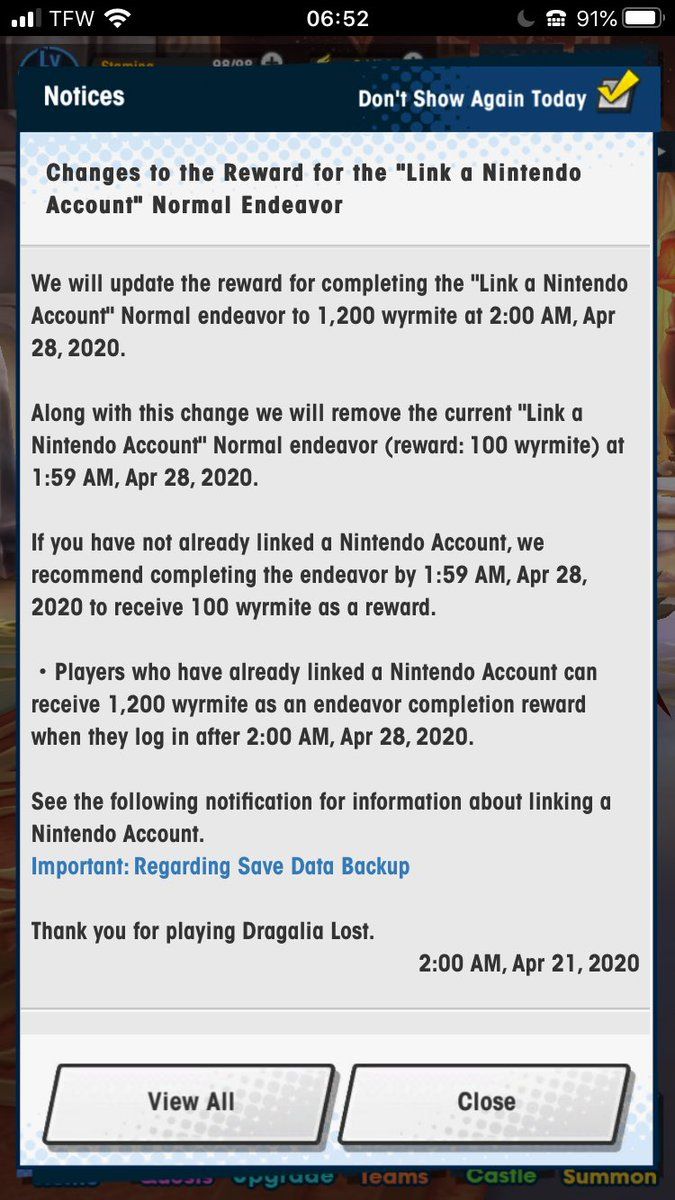 TFW 06:52 91%
Lv Stamina 98/98
Notices
Don't Show Again Today
Changes to the Reward for the "Link a Nintendo
Account" Normal Endeavor
We will update the reward for completing the "Link a Nintendo
Account" Normal endeavor to 1,200 wyrmite at 2:00 AM, Apr
28, 2020.
Along with this change we will remove the current "Link a
Nintendo Account" Normal endeavor (reward: 100 wyrmite) at
1:59 AM, Apr 28, 2020.
If you have not already linked a Nintendo Account, we
recommend completing the endeavor by 1:59 AM, Apr 28,
2020 to receive 100 wyrmite as a reward.
・Players who have already linked a Nintendo Account can
receive 1,200 wyrmite as an endeavor completion reward
when they log in after 2:00 AM, Apr 28, 2020.
See the following notification for information about linking a
Nintendo Account.
Important: Regarding Save Data Backup
Thank you for playing Dragalia Lost.
2:00 AM, Apr 21, 2020
View All Close
Quests Upgrade Teams Castle Summon